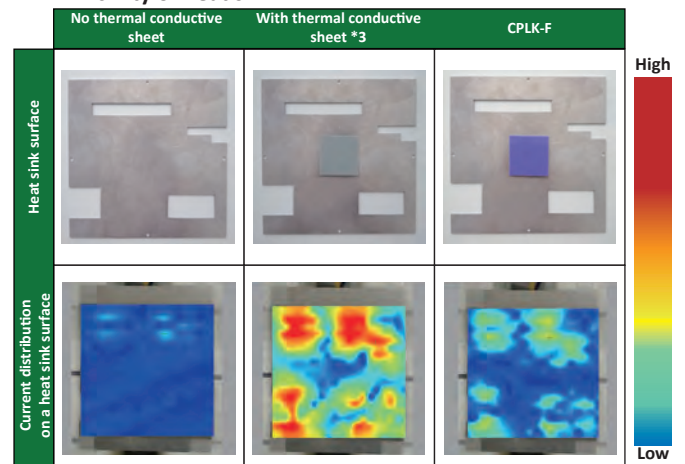 No thermal conductive
sheet
With thermal conductive
sheet *3
CPLK-F
High
Heat sink surface
Current distribution
on a heat sink surface
Low